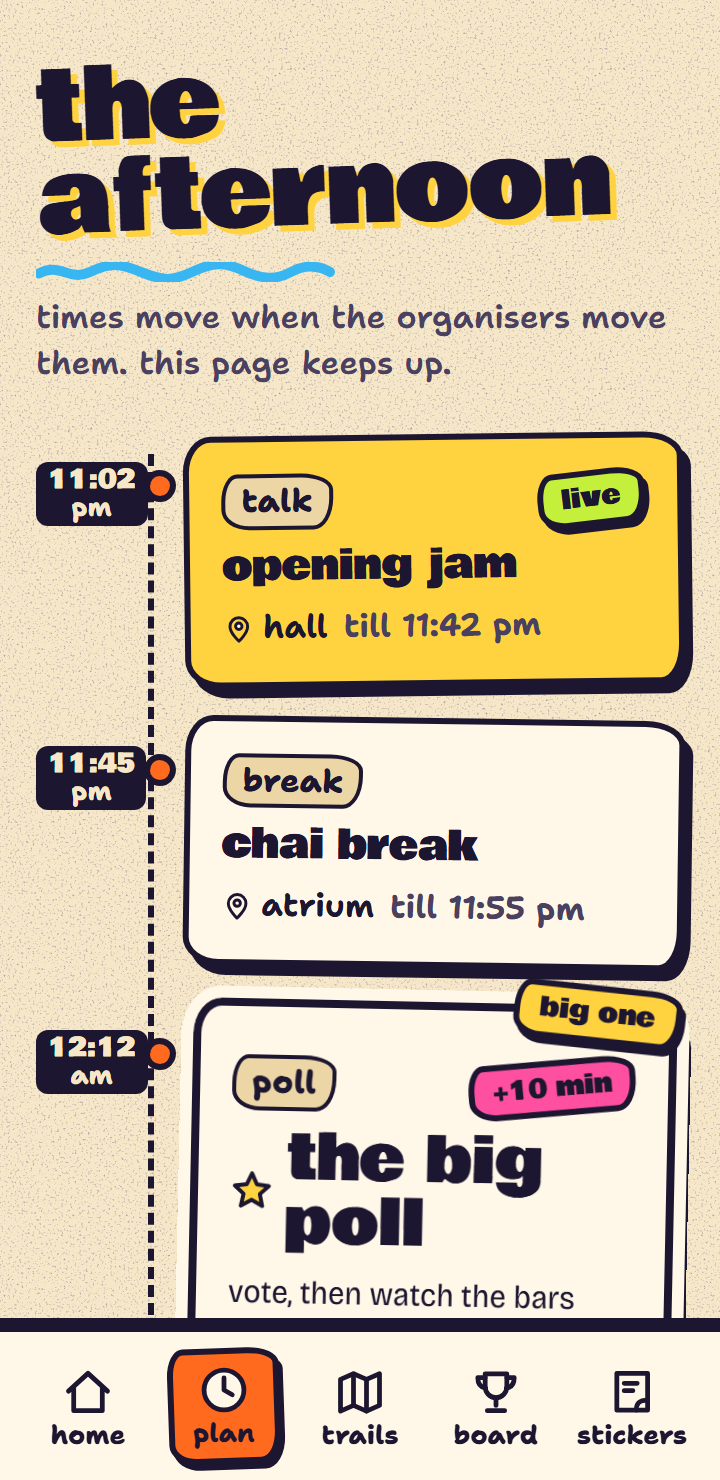 the
afternoon
times move when the organisers move
them. this page keeps up.
11:02
pm
talk
live
opening jam
hall till 11:42 pm
11:45
pm
break
chai break
atrium till 11:55 pm
big one
12:12
am
poll
+10 min
the big
poll
vote, then watch the bars
home
plan
trails
board
stickers